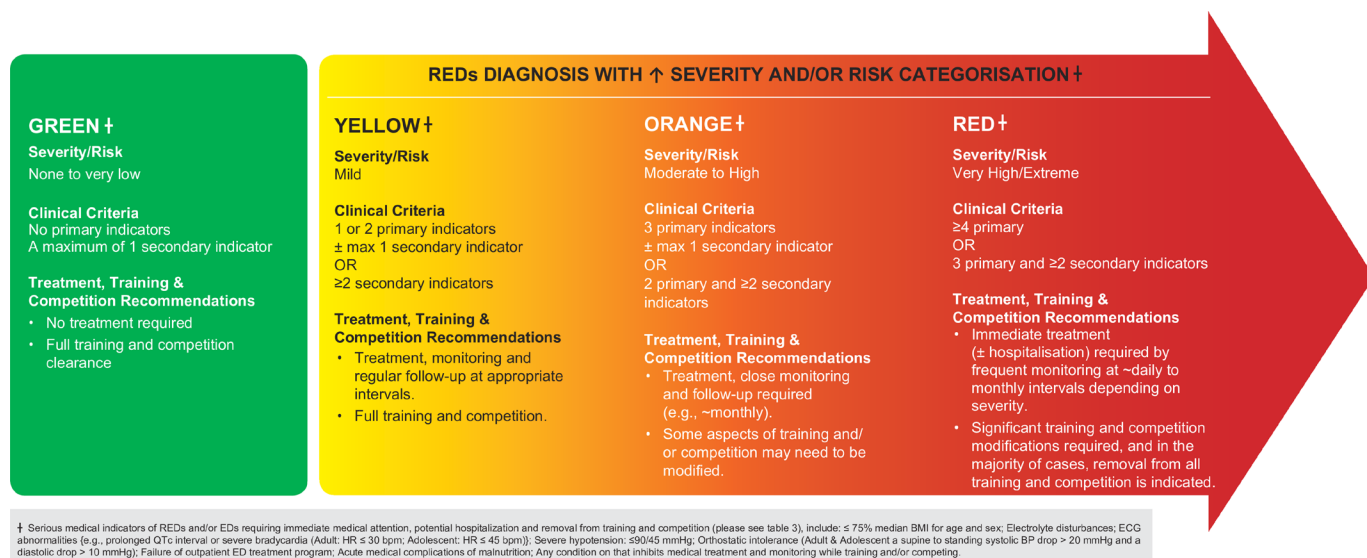 REDs DIAGNOSIS WITH ↑ SEVERITY AND/OR RISK CATEGORISATION ⸸
GREEN ⸸
Severity/Risk
None to very low
Clinical Criteria
No primary indicators
A maximum of 1 secondary indicator
Treatment, Training &
Competition Recommendations
• No treatment required
• Full training and competition
clearance
YELLOW ⸸
Severity/Risk
Mild
Clinical Criteria
1 or 2 primary indicators
± max 1 secondary indicator
OR
≥2 secondary indicators
Treatment, Training &
Competition Recommendations
• Treatment, monitoring and
regular follow-up at appropriate
intervals.
• Full training and competition.
ORANGE ⸸
Severity/Risk
Moderate to High
Clinical Criteria
3 primary indicators
± max 1 secondary indicator
OR
2 primary and ≥2 secondary
indicators
Treatment, Training &
Competition Recommendations
• Treatment, close monitoring
and follow-up required
(e.g., ~monthly).
• Some aspects of training and/
or competition may need to be
modified.
RED ⸸
Severity/Risk
Very High/Extreme
Clinical Criteria
≥4 primary
OR
3 primary and ≥2 secondary indicators
Treatment, Training &
Competition Recommendations
• Immediate treatment
(± hospitalisation) required by
frequent monitoring at ~daily to
monthly intervals depending on
severity.
• Significant training and competition
modifications required, and in the
majority of cases, removal from all
training and competition is indicated.
⸸ Serious medical indicators of REDs and/or EDs requiring immediate medical attention, potential hospitalization and removal from training and competition (please see table 3), include: ≤ 75% median BMI for age and sex; Electrolyte disturbances; ECG
abnormalities {e.g., prolonged QTc interval or severe bradycardia (Adult: HR ≤ 30 bpm; Adolescent: HR ≤ 45 bpm)}; Severe hypotension: ≤90/45 mmHg; Orthostatic intolerance (Adult & Adolescent a supine to standing systolic BP drop > 20 mmHg and a
diastolic drop > 10 mmHg); Failure of outpatient ED treatment program; Acute medical complications of malnutrition; Any condition on that inhibits medical treatment and monitoring while training and/or competing.